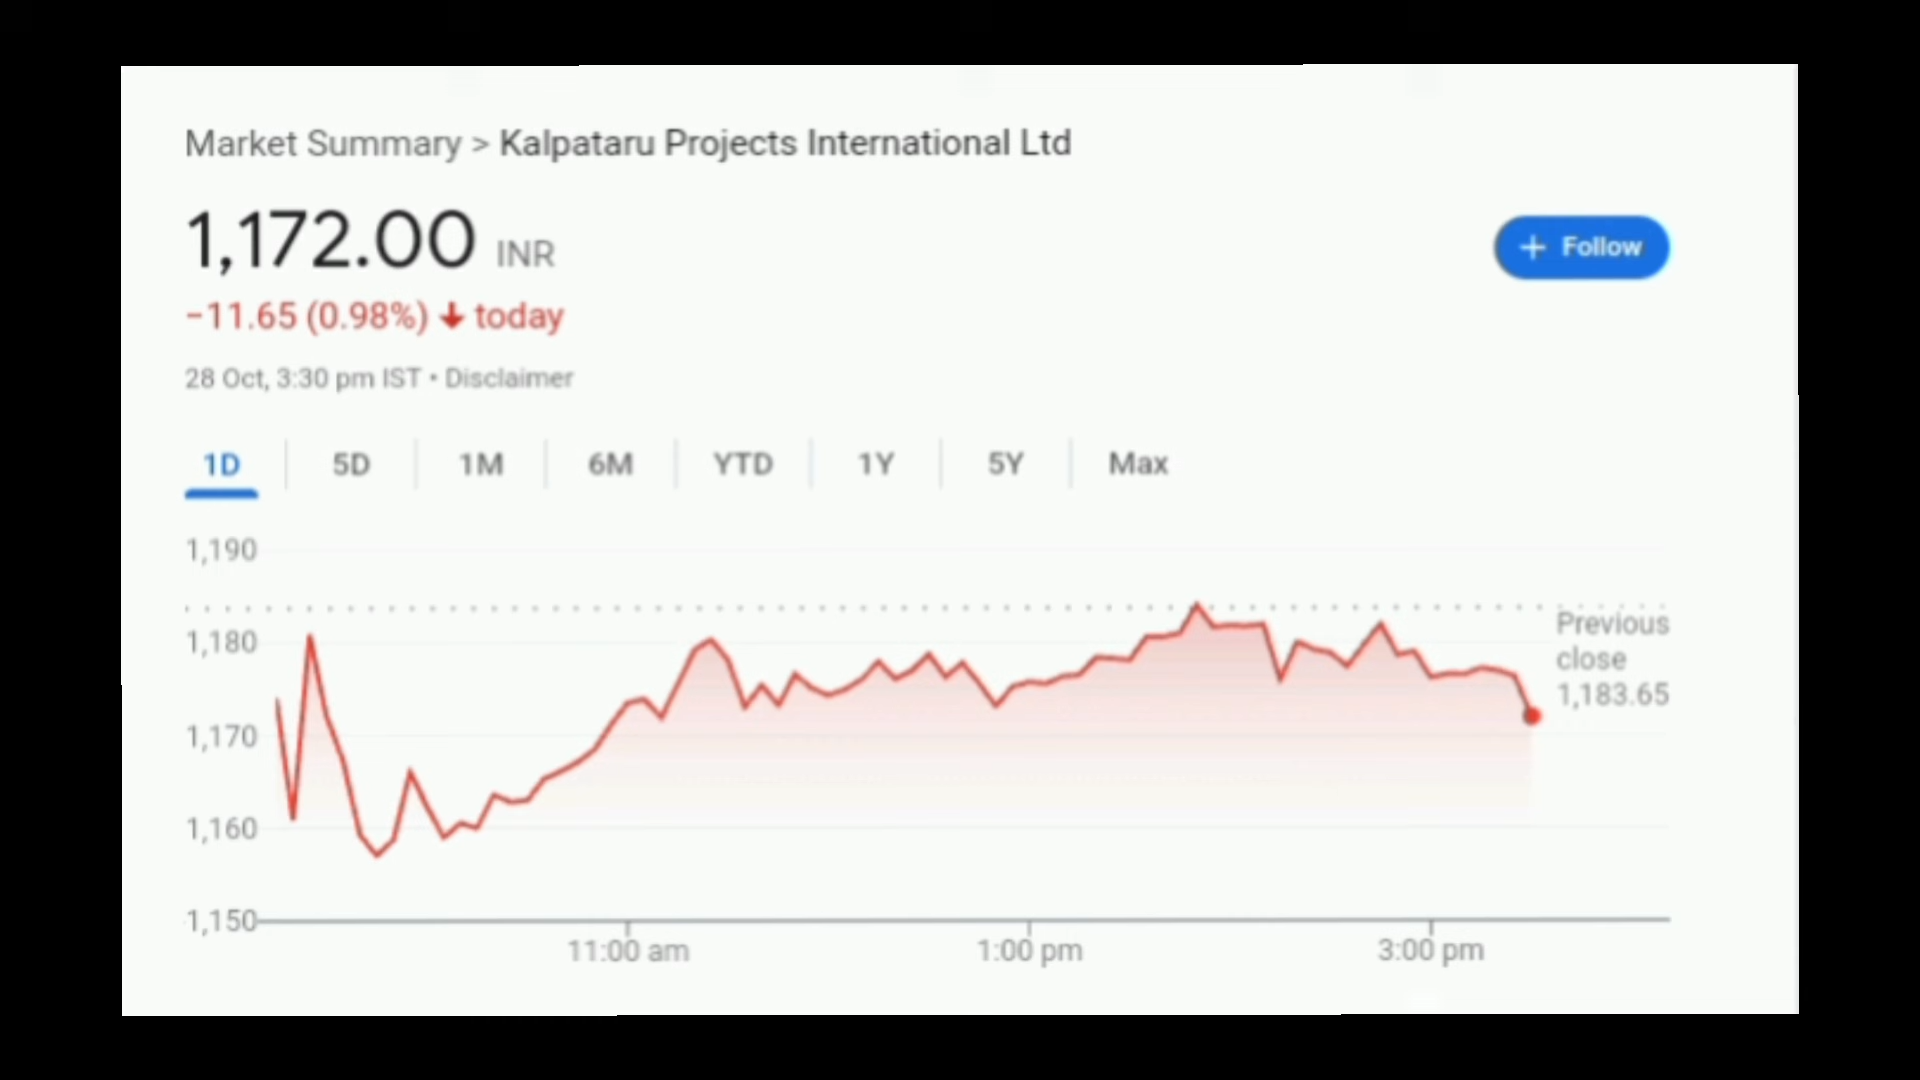 Market Summary > Kalpataru Projects International Ltd
1,172.00 INR
+ Follow
−11.65 (0.98%) ↓ today
28 Oct, 3:30 pm IST • Disclaimer
1D 5D 1M 6M YTD 1Y 5Y Max
1,190
1,180
1,170
1,160
1,150
Previous
close
1,183.65
11:00 am 1:00 pm 3:00 pm